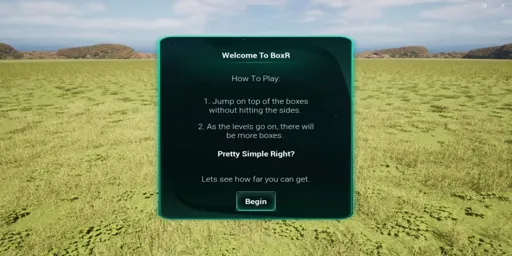 Welcome To BoxR
How To Play:
1. Jump on top of the boxes
without hitting the sides.
2. As the levels go on, there will
be more boxes.
Pretty Simple Right?
Lets see how far you can get.
Begin